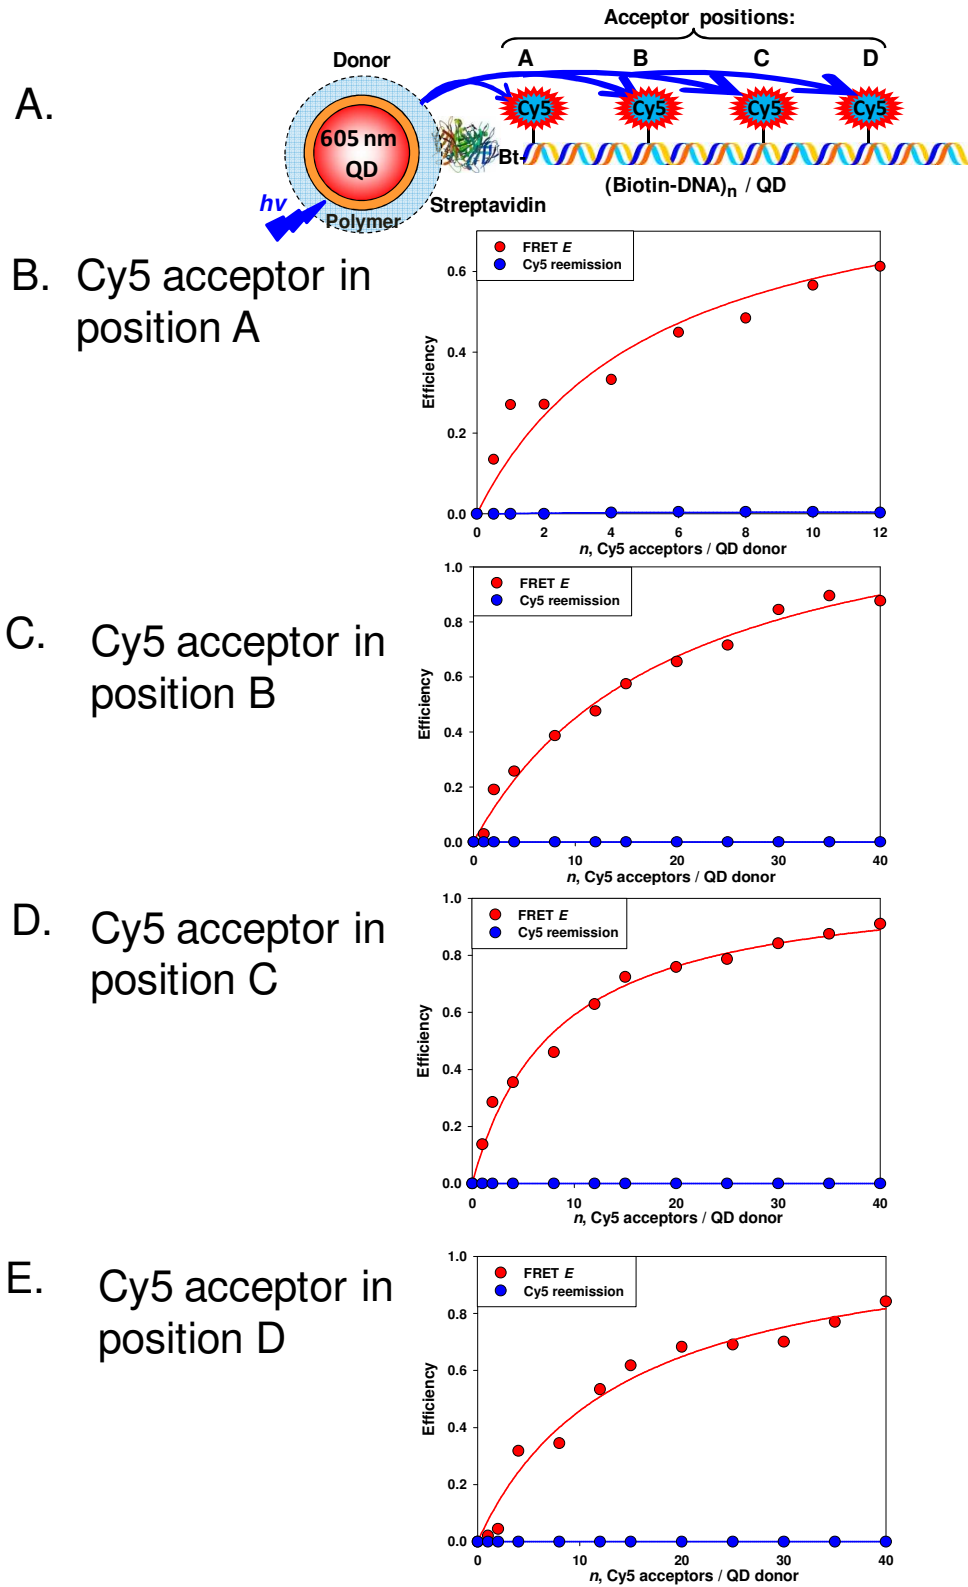 Acceptor positions:
A.
Donor
A B C D
Cy5 Cy5 Cy5 Cy5
605 nm
QD
Bt-
(Biotin-DNA)n / QD
hv
Polymer
Streptavidin
B. Cy5 acceptor in
position A
FRET E
Cy5 reemission
Efficiency
0.6
0.4
0.2
0.0
0 2 4 6 8 10 12
n, Cy5 acceptors / QD donor
C. Cy5 acceptor in
position B
FRET E
Cy5 reemission
Efficiency
1.0
0.8
0.6
0.4
0.2
0.0
0 10 20 30 40
n, Cy5 acceptors / QD donor
D. Cy5 acceptor in
position C
FRET E
Cy5 reemission
Efficiency
1.0
0.8
0.6
0.4
0.2
0.0
0 10 20 30 40
n, Cy5 acceptors / QD donor
E. Cy5 acceptor in
position D
FRET E
Cy5 reemission
Efficiency
1.0
0.8
0.6
0.4
0.2
0.0
0 10 20 30 40
n, Cy5 acceptors / QD donor